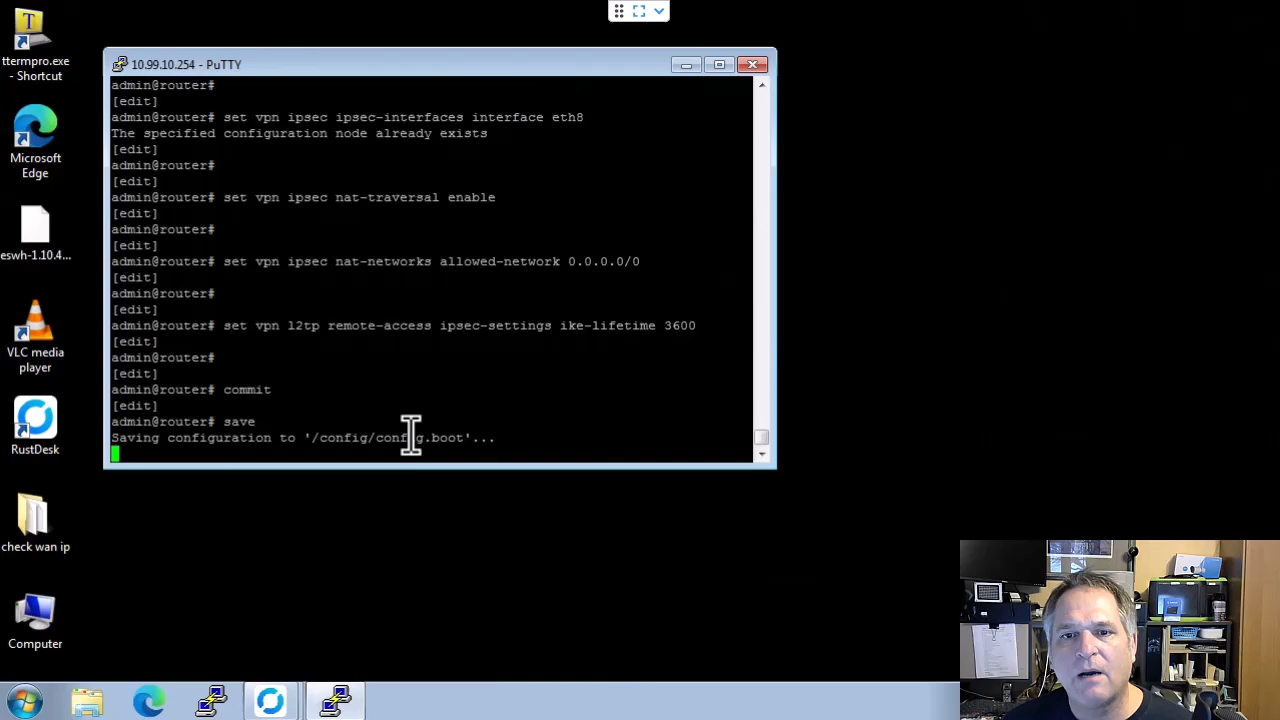 ttermpro.exe
- Shortcut
Microsoft
Edge
eswh-1.10.4...
VLC media
player
RustDesk
check wan ip
Computer
10.99.10.254 - PuTTY
admin@router#
[edit]
admin@router# set vpn ipsec ipsec-interfaces interface eth8
The specified configuration node already exists
[edit]
admin@router#
[edit]
admin@router# set vpn ipsec nat-traversal enable
[edit]
admin@router#
[edit]
admin@router# set vpn ipsec nat-networks allowed-network 0.0.0.0/0
[edit]
admin@router#
[edit]
admin@router# set vpn l2tp remote-access ipsec-settings ike-lifetime 3600
[edit]
admin@router#
[edit]
admin@router# commit
[edit]
admin@router# save
Saving configuration to '/config/config.boot'...